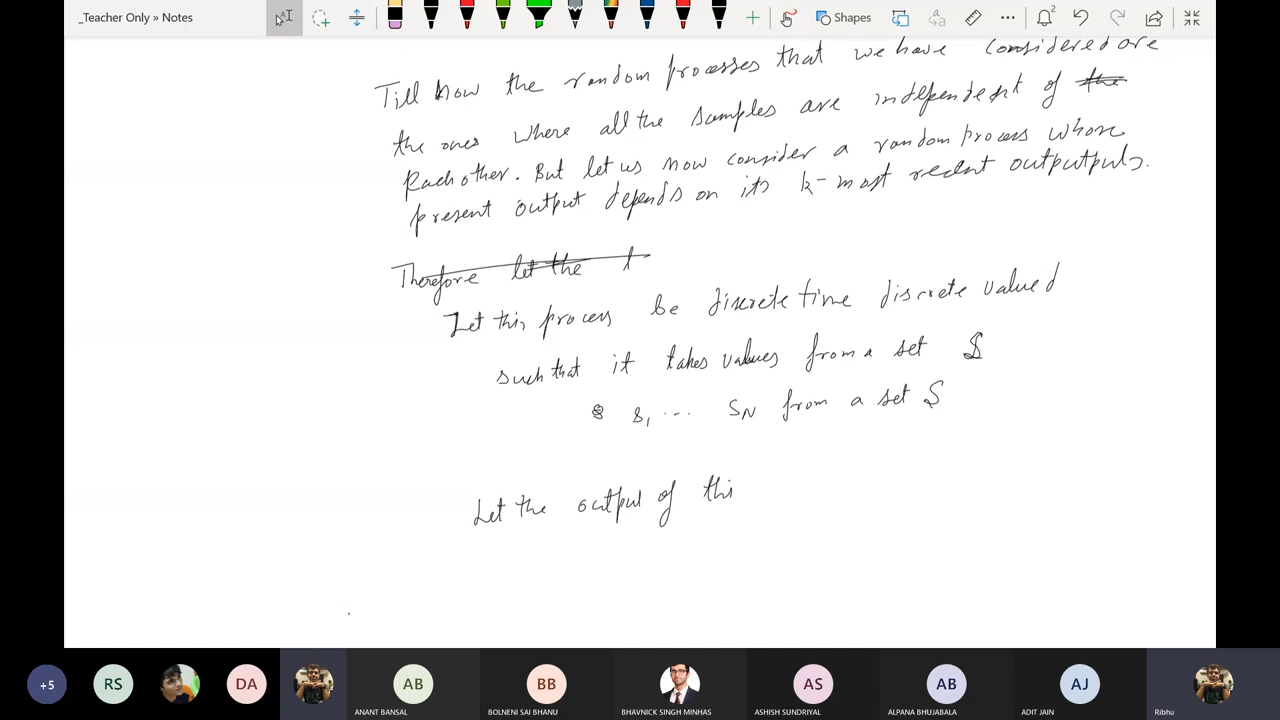 _Teacher Only » Notes
Shapes
Till Now the random processes that we have considered are
the ones where all the samples are independent of the
Each other. But let us now consider a random process whose
present output depends on its k-most recent outputputs.
Therefore let the t
Let this process be discrete time discrete valued
such that it takes values from a set S
s s, ... SN from a set S
Let the output of this
+5
RS
DA
AB
BB
AS
AB
AJ
ANANT BANSAL
BOLNENI SAI BHANU
BHAVNICK SINGH MINHAS
ASHISH SUNDRIYAL
ALPANA BHUJABALA
ADIT JAIN
Ribhu